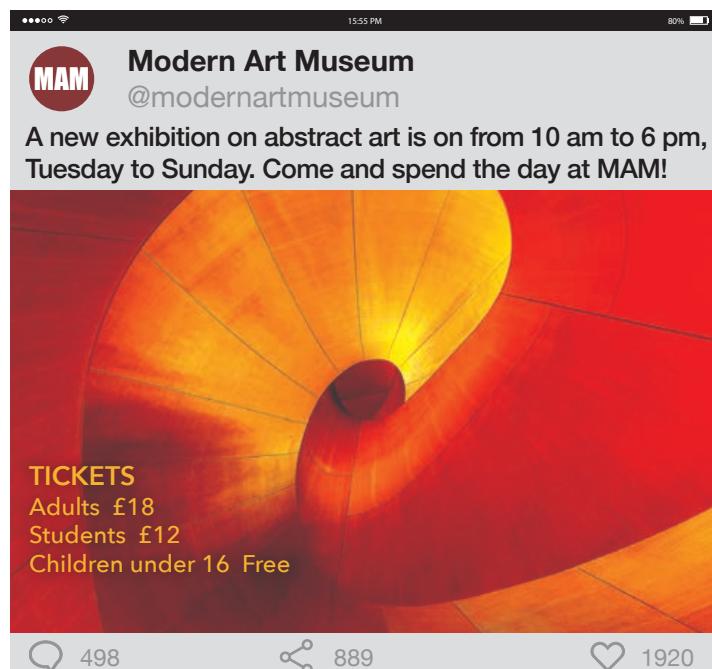 15:55 PM
80%
MAM
Modern Art Museum
@modernartmuseum
A new exhibition on abstract art is on from 10 am to 6 pm,
Tuesday to Sunday. Come and spend the day at MAM!
TICKETS
Adults £18
Students £12
Children under 16 Free
498
889
1920